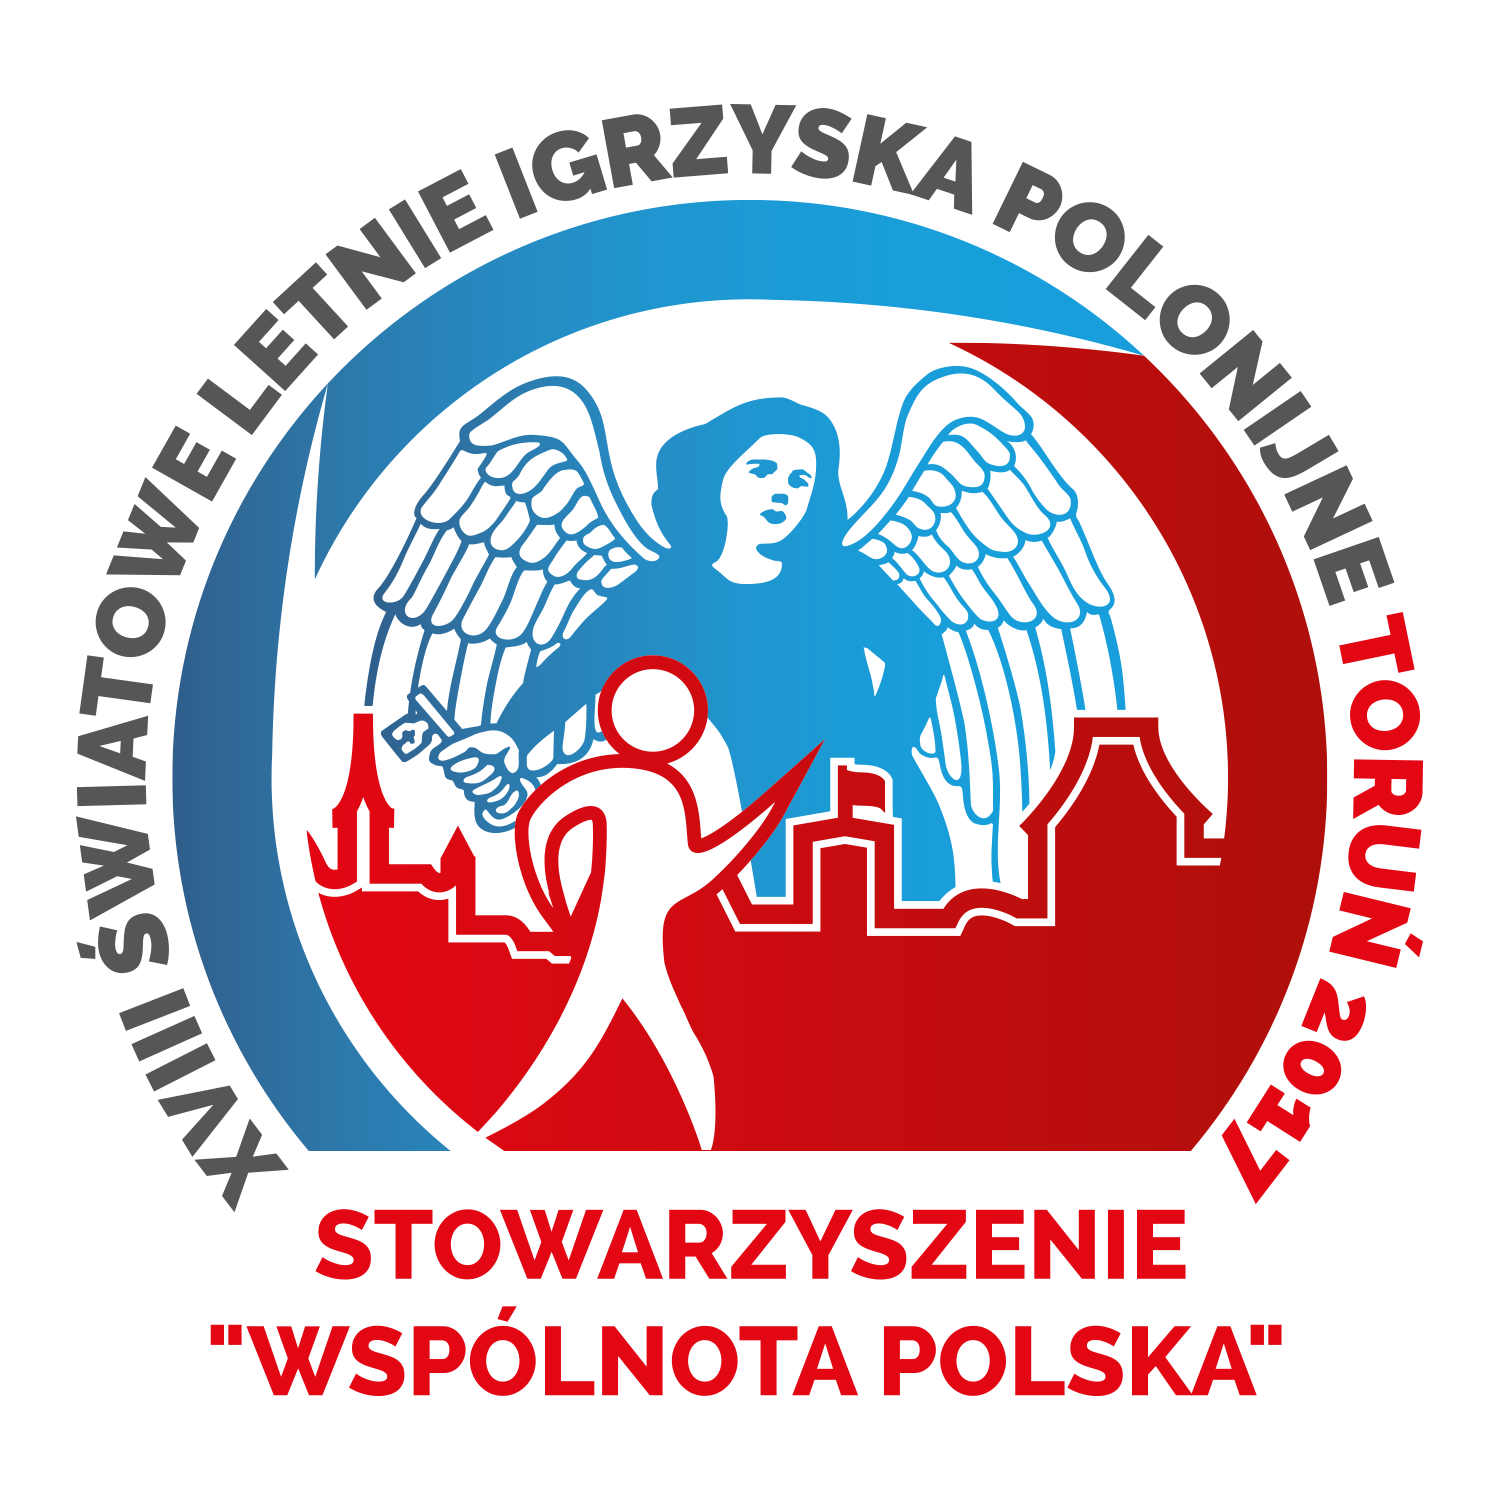 XVIII ŚWIATOWE LETNIE IGRZYSKA POLONIJNE TORUŃ 2017
STOWARZYSZENIE
"WSPÓLNOTA POLSKA"